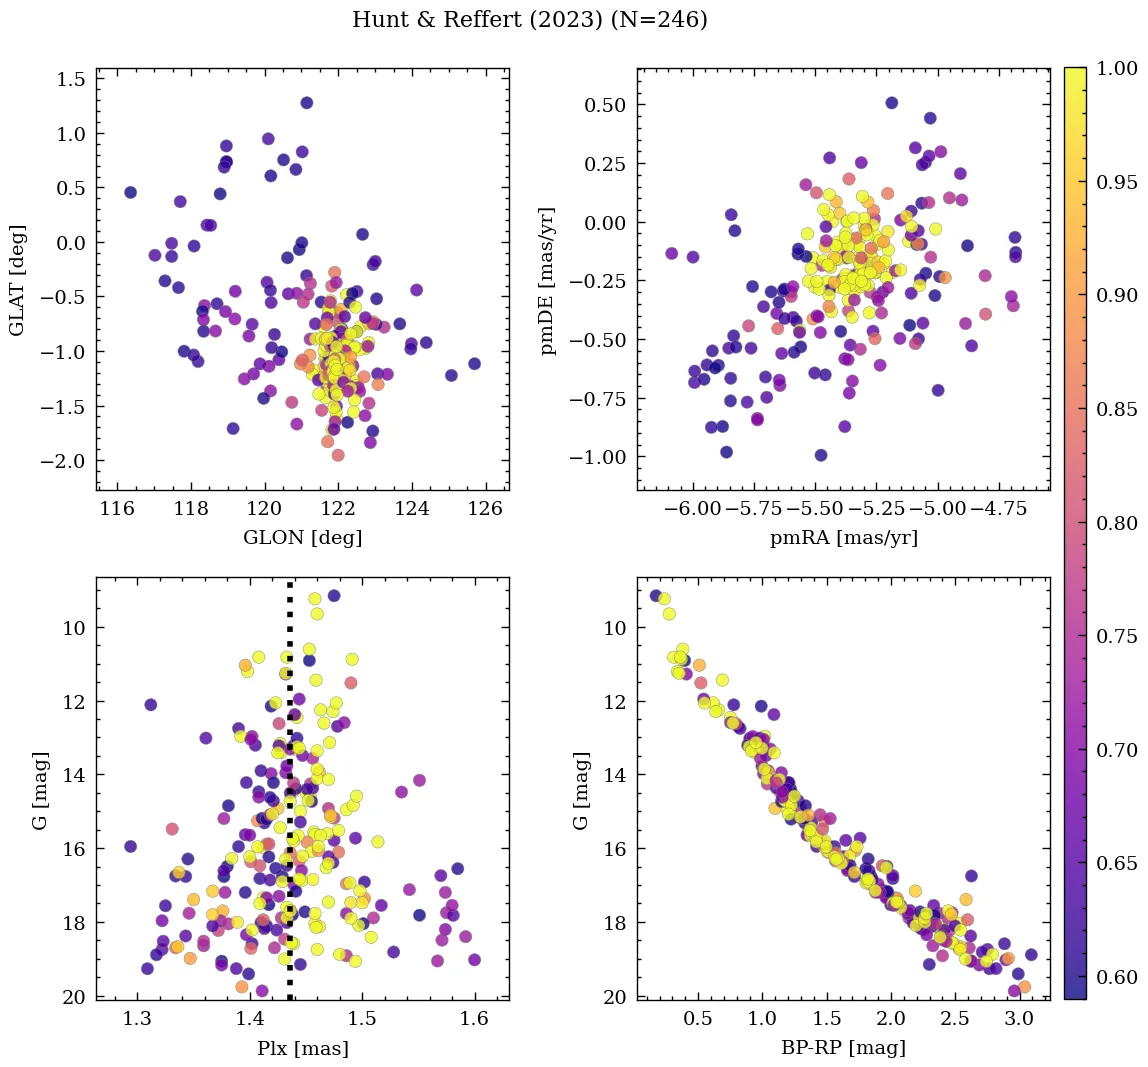 Hunt & Reffert (2023) (N=246)
1.5
1.0
0.5
0.0
−0.5
−1.0
−1.5
−2.0
GLAT [deg]
116 118 120 122 124 126
GLON [deg]
0.50
0.25
0.00
−0.25
−0.50
−0.75
−1.00
pmDE [mas/yr]
−6.00 −5.75 −5.50 −5.25 −5.00 −4.75
pmRA [mas/yr]
10
12
14
16
18
20
G [mag]
1.3 1.4 1.5 1.6
Plx [mas]
10
12
14
16
18
20
G [mag]
0.5 1.0 1.5 2.0 2.5 3.0
BP-RP [mag]
1.00
0.95
0.90
0.85
0.80
0.75
0.70
0.65
0.60